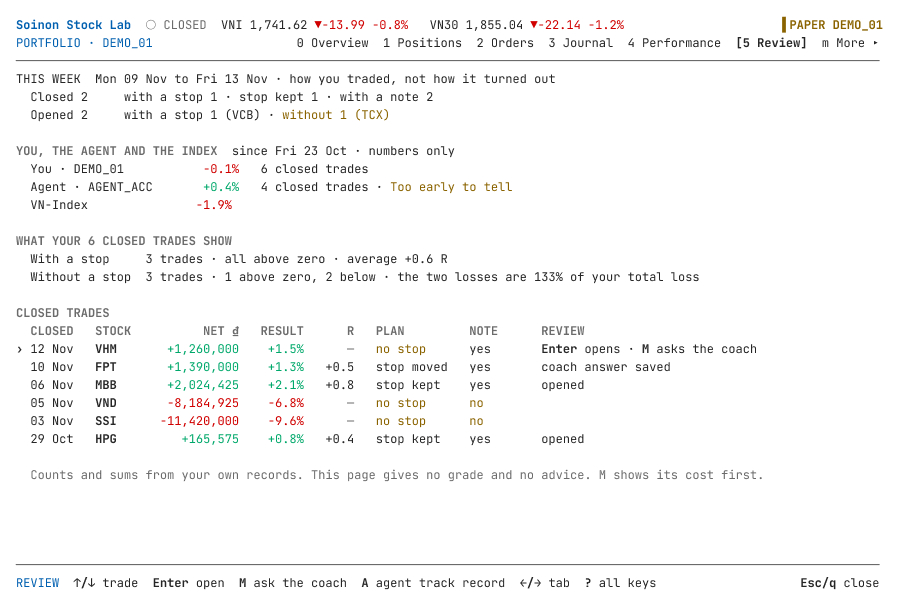 Soinon Stock Lab ○ CLOSED VNI 1,741.62 ▼-13.99 -0.8% VN30 1,855.04 ▼-22.14 -1.2% PAPER DEMO_01
PORTFOLIO · DEMO_01 0 Overview 1 Positions 2 Orders 3 Journal 4 Performance [5 Review] m More ▸
THIS WEEK Mon 09 Nov to Fri 13 Nov · how you traded, not how it turned out
Closed 2 with a stop 1 · stop kept 1 · with a note 2
Opened 2 with a stop 1 (VCB) · without 1 (TCX)
YOU, THE AGENT AND THE INDEX since Fri 23 Oct · numbers only
You · DEMO_01 -0.1% 6 closed trades
Agent · AGENT_ACC +0.4% 4 closed trades · Too early to tell
VN-Index -1.9%
WHAT YOUR 6 CLOSED TRADES SHOW
With a stop 3 trades · all above zero · average +0.6 R
Without a stop 3 trades · 1 above zero, 2 below · the two losses are 133% of your total loss
CLOSED TRADES
CLOSED STOCK NET đ RESULT R PLAN NOTE REVIEW
› 12 Nov VHM +1,260,000 +1.5% — no stop yes Enter opens · M asks the coach
10 Nov FPT +1,390,000 +1.3% +0.5 stop moved yes coach answer saved
06 Nov MBB +2,024,425 +2.1% +0.8 stop kept yes opened
05 Nov VND -8,184,925 -6.8% — no stop no
03 Nov SSI -11,420,000 -9.6% — no stop no
29 Oct HPG +165,575 +0.8% +0.4 stop kept yes opened
Counts and sums from your own records. This page gives no grade and no advice. M shows its cost first.
REVIEW ↑/↓ trade Enter open M ask the coach A agent track record ←/→ tab ? all keys Esc/q close